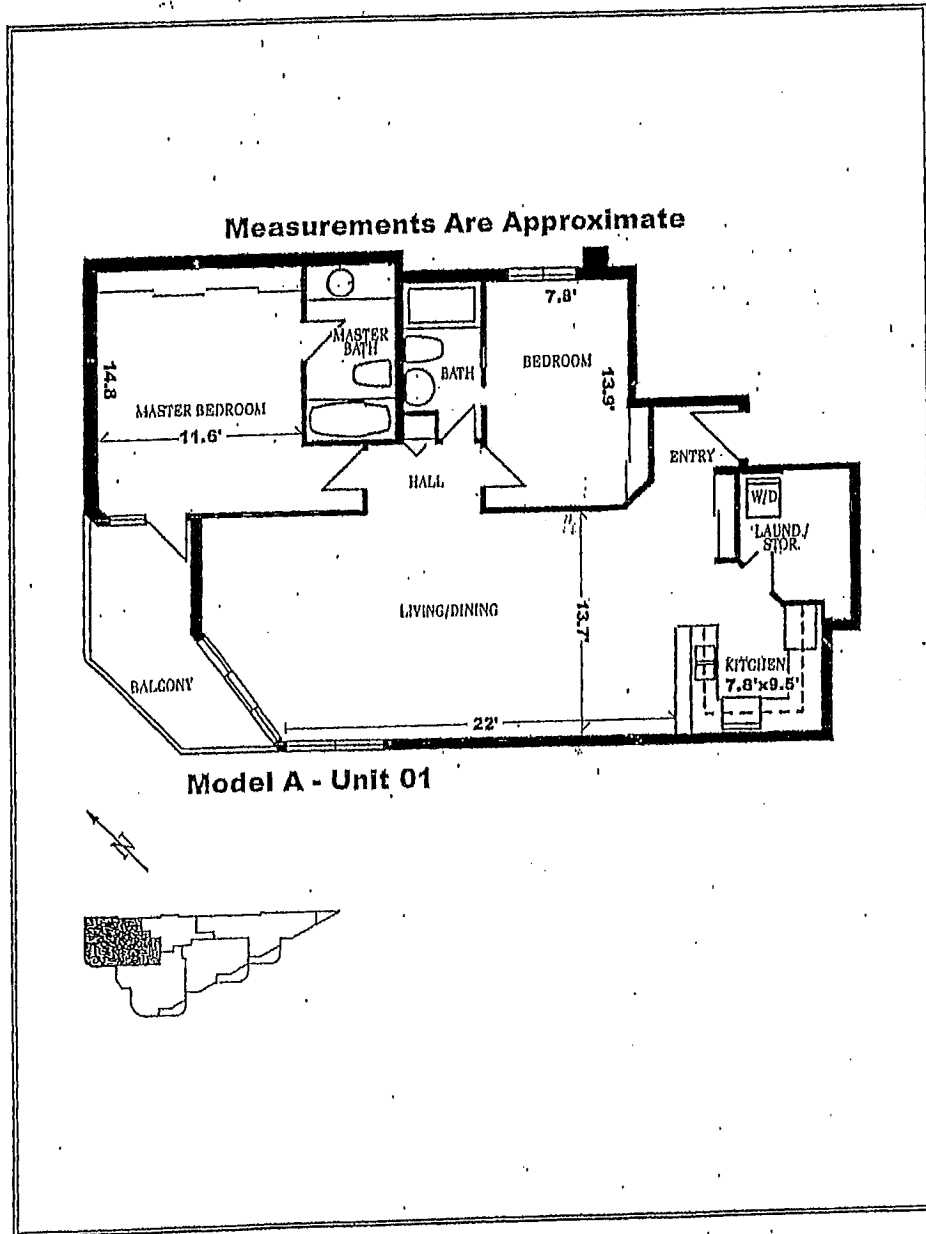 Measurements Are Approximate
7.8'
MASTER
BATH
BATH
BEDROOM
14.8
13.9'
MASTER BEDROOM
11.6'
HALL
ENTRY
W/D
LAUND./
STOR.
LIVING/DINING
13.7'
BALCONY
KITCHEN
7.8'x9.5'
22'
Model A - Unit 01
N